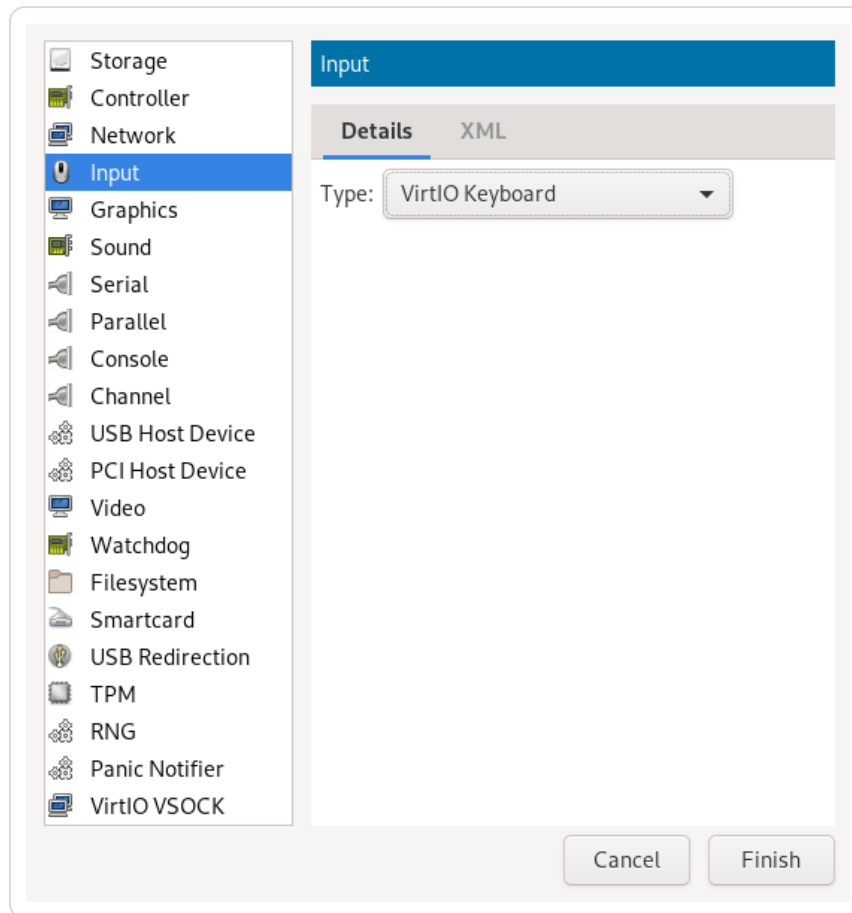 Storage
Controller
Network
Input
Graphics
Sound
Serial
Parallel
Console
Channel
USB Host Device
PCI Host Device
Video
Watchdog
Filesystem
Smartcard
USB Redirection
TPM
RNG
Panic Notifier
VirtIO VSOCK
Input
Details XML
Type: VirtIO Keyboard
Cancel Finish